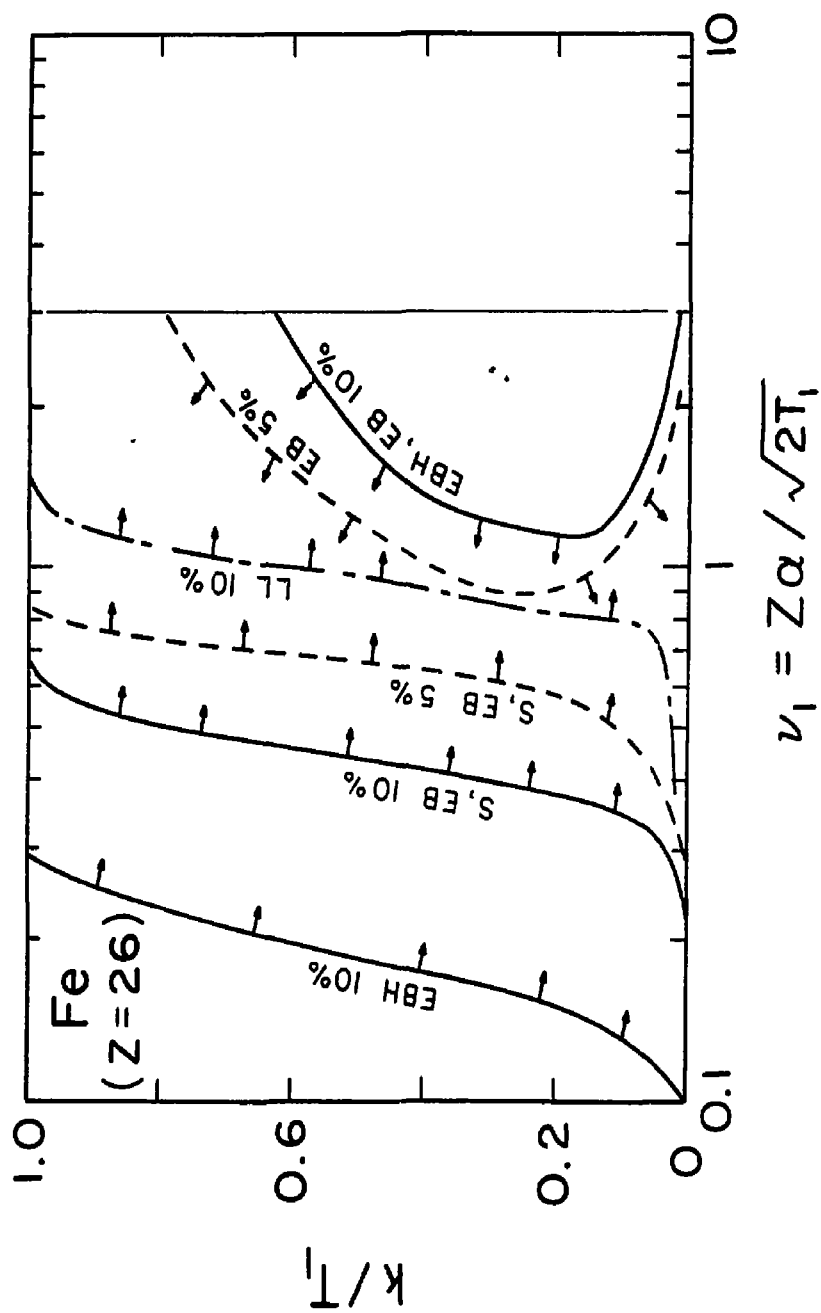 Fe
(Z=26)
EBH 10%
S, EB 10%
S, EB 5%
LL 10%
EB 5%
EBH, EB 10%
1.0
0.6
0.2
0
k/T₁
0.1
1
10
ν₁ = Zα/√2T₁